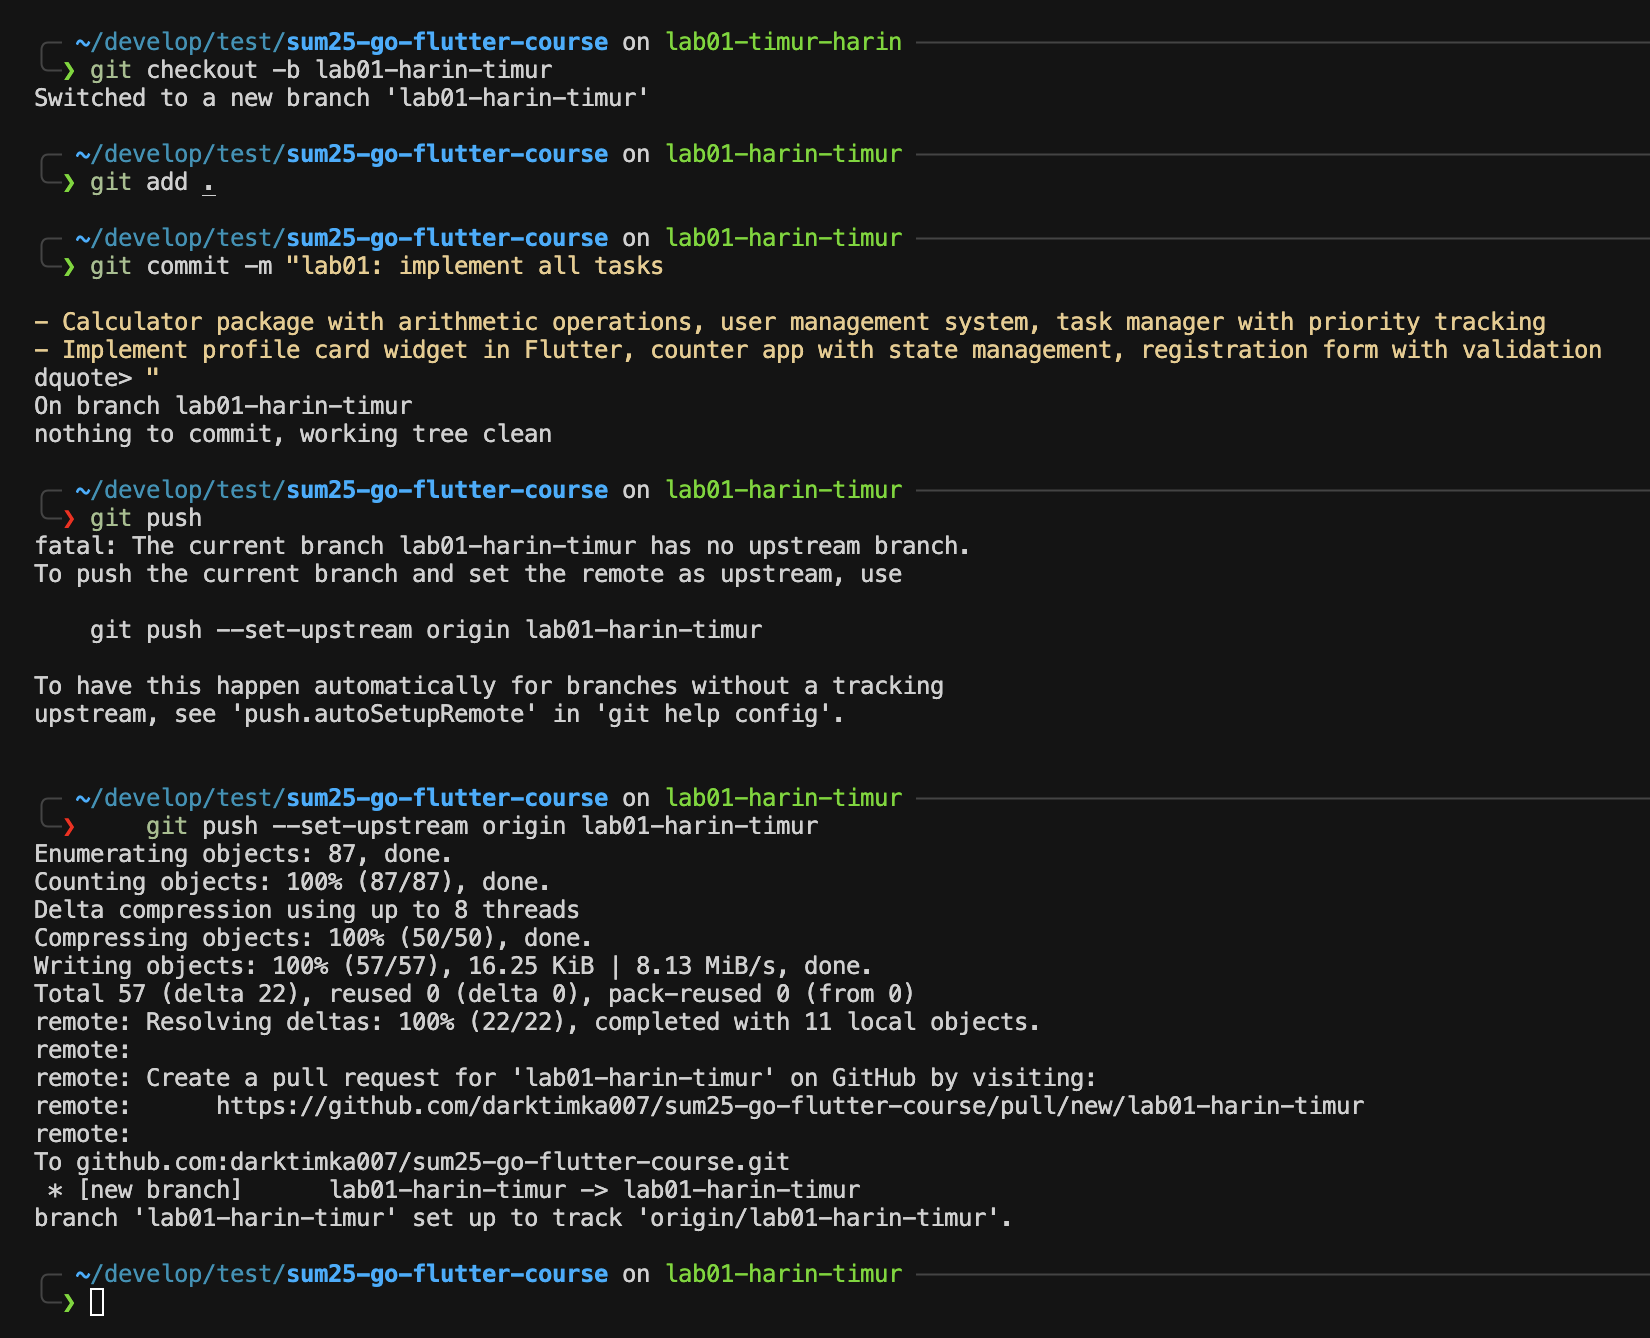 ~/develop/test/sum25-go-flutter-course on lab01-timur-harin
❯ git checkout -b lab01-harin-timur
Switched to a new branch 'lab01-harin-timur'
~/develop/test/sum25-go-flutter-course on lab01-harin-timur
❯ git add .
~/develop/test/sum25-go-flutter-course on lab01-harin-timur
❯ git commit -m "lab01: implement all tasks
- Calculator package with arithmetic operations, user management system, task manager with priority tracking
- Implement profile card widget in Flutter, counter app with state management, registration form with validation
dquote> "
On branch lab01-harin-timur
nothing to commit, working tree clean
~/develop/test/sum25-go-flutter-course on lab01-harin-timur
❯ git push
fatal: The current branch lab01-harin-timur has no upstream branch.
To push the current branch and set the remote as upstream, use
    git push --set-upstream origin lab01-harin-timur
To have this happen automatically for branches without a tracking
upstream, see 'push.autoSetupRemote' in 'git help config'.
~/develop/test/sum25-go-flutter-course on lab01-harin-timur
❯     git push --set-upstream origin lab01-harin-timur
Enumerating objects: 87, done.
Counting objects: 100% (87/87), done.
Delta compression using up to 8 threads
Compressing objects: 100% (50/50), done.
Writing objects: 100% (57/57), 16.25 KiB | 8.13 MiB/s, done.
Total 57 (delta 22), reused 0 (delta 0), pack-reused 0 (from 0)
remote: Resolving deltas: 100% (22/22), completed with 11 local objects.
remote:
remote: Create a pull request for 'lab01-harin-timur' on GitHub by visiting:
remote:      https://github.com/darktimka007/sum25-go-flutter-course/pull/new/lab01-harin-timur
remote:
To github.com:darktimka007/sum25-go-flutter-course.git
 * [new branch]      lab01-harin-timur -> lab01-harin-timur
branch 'lab01-harin-timur' set up to track 'origin/lab01-harin-timur'.
~/develop/test/sum25-go-flutter-course on lab01-harin-timur
❯